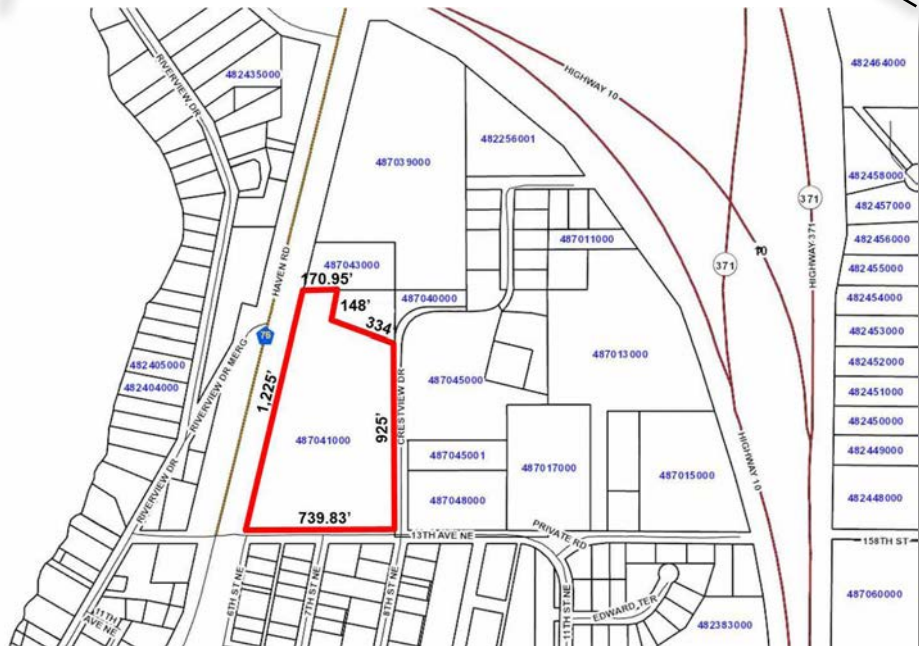 RIVERVIEW DR
482435000
HIGHWAY 10
482464000
482256001
487039000
482458000
371
482457000
487011000
482456000
HAVEN RD
487043000
371
10
HIGHWAY 371
482455000
170.95'
148'
487040000
482454000
334'
76
482453000
RIVERVIEW DR MERG
487013000
482405000
482404000
1,225'
487045000
CRESTVIEW DR
925'
482452000
482451000
482450000
487041000
487045001
487017000
487015000
HIGHWAY 10
482449000
RIVERVIEW DR
487048000
482448000
739.83'
13TH AVE NE
PRIVATE RD
158TH ST
6TH ST NE
7TH ST NE
8TH ST NE
11TH ST NE
EDWARD TER
487060000
11TH
AVE NE
482383000